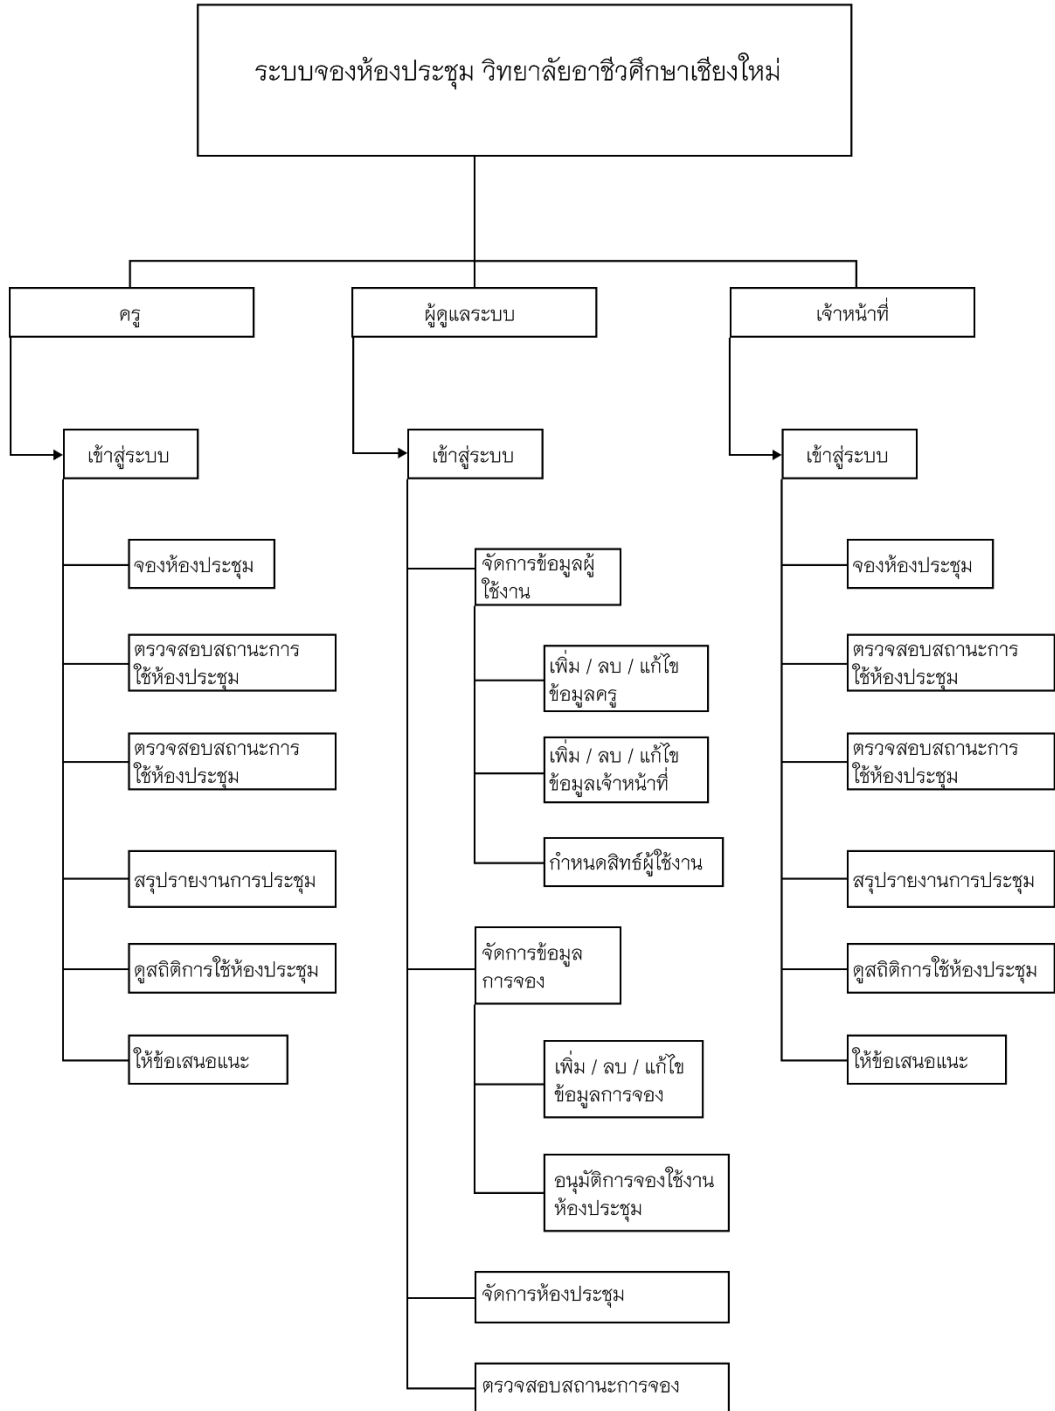 ระบบจองห้องประชุม วิทยาลัยอาชีวศึกษาเชียงใหม่
ครู
ผู้ดูแลระบบ
เจ้าหน้าที่
เข้าสู่ระบบ
เข้าสู่ระบบ
เข้าสู่ระบบ
จองห้องประชุม
ตรวจสอบสถานะการ
ใช้ห้องประชุม
ตรวจสอบสถานะการ
ใช้ห้องประชุม
สรุปรายงานการประชุม
ดูสถิติการใช้ห้องประชุม
ให้ข้อเสนอแนะ
จัดการข้อมูลผู้
ใช้งาน
เพิ่ม / ลบ / แก้ไข
ข้อมูลครู
เพิ่ม / ลบ / แก้ไข
ข้อมูลเจ้าหน้าที่
กำหนดสิทธ์ผู้ใช้งาน
จัดการข้อมูล
การจอง
เพิ่ม / ลบ / แก้ไข
ข้อมูลการจอง
อนุมัติการจองใช้งาน
ห้องประชุม
จัดการห้องประชุม
ตรวจสอบสถานะการจอง
จองห้องประชุม
ตรวจสอบสถานะการ
ใช้ห้องประชุม
ตรวจสอบสถานะการ
ใช้ห้องประชุม
สรุปรายงานการประชุม
ดูสถิติการใช้ห้องประชุม
ให้ข้อเสนอแนะ